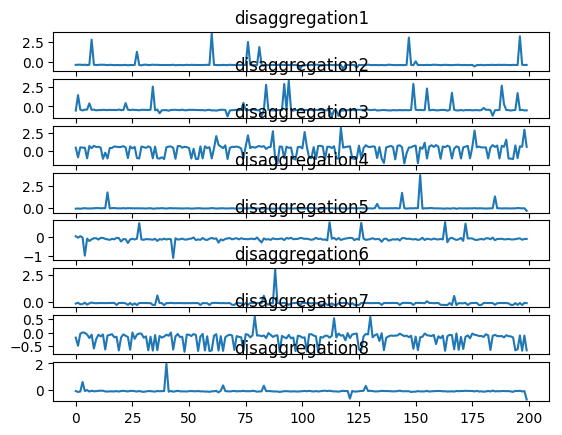 disaggregation1
2.5
0.0
disaggregation2
2.5
0.0
disaggregation3
2.5
0.0
disaggregation4
2.5
0.0
disaggregation5
0
−1
disaggregation6
2.5
0.0
disaggregation7
0.5
0.0
−0.5
disaggregation8
2
0
0 25 50 75 100 125 150 175 200